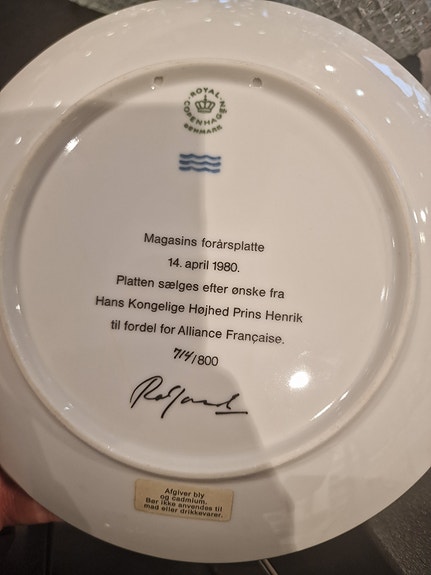 ROYAL
COPENHAGEN
DENMARK
Magasins forårsplatte
14. april 1980.
Platten sælges efter ønske fra
Hans Kongelige Højhed Prins Henrik
til fordel for Alliance Française.
714/800
Afgiver bly
og cadmium.
Bør ikke anvendes til
mad eller drikkevarer.